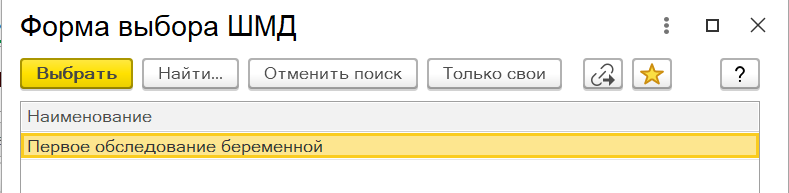 Форма выбора ШМД
Выбрать Найти... Отменить поиск Только свои ?
Наименование
Первое обследование беременной